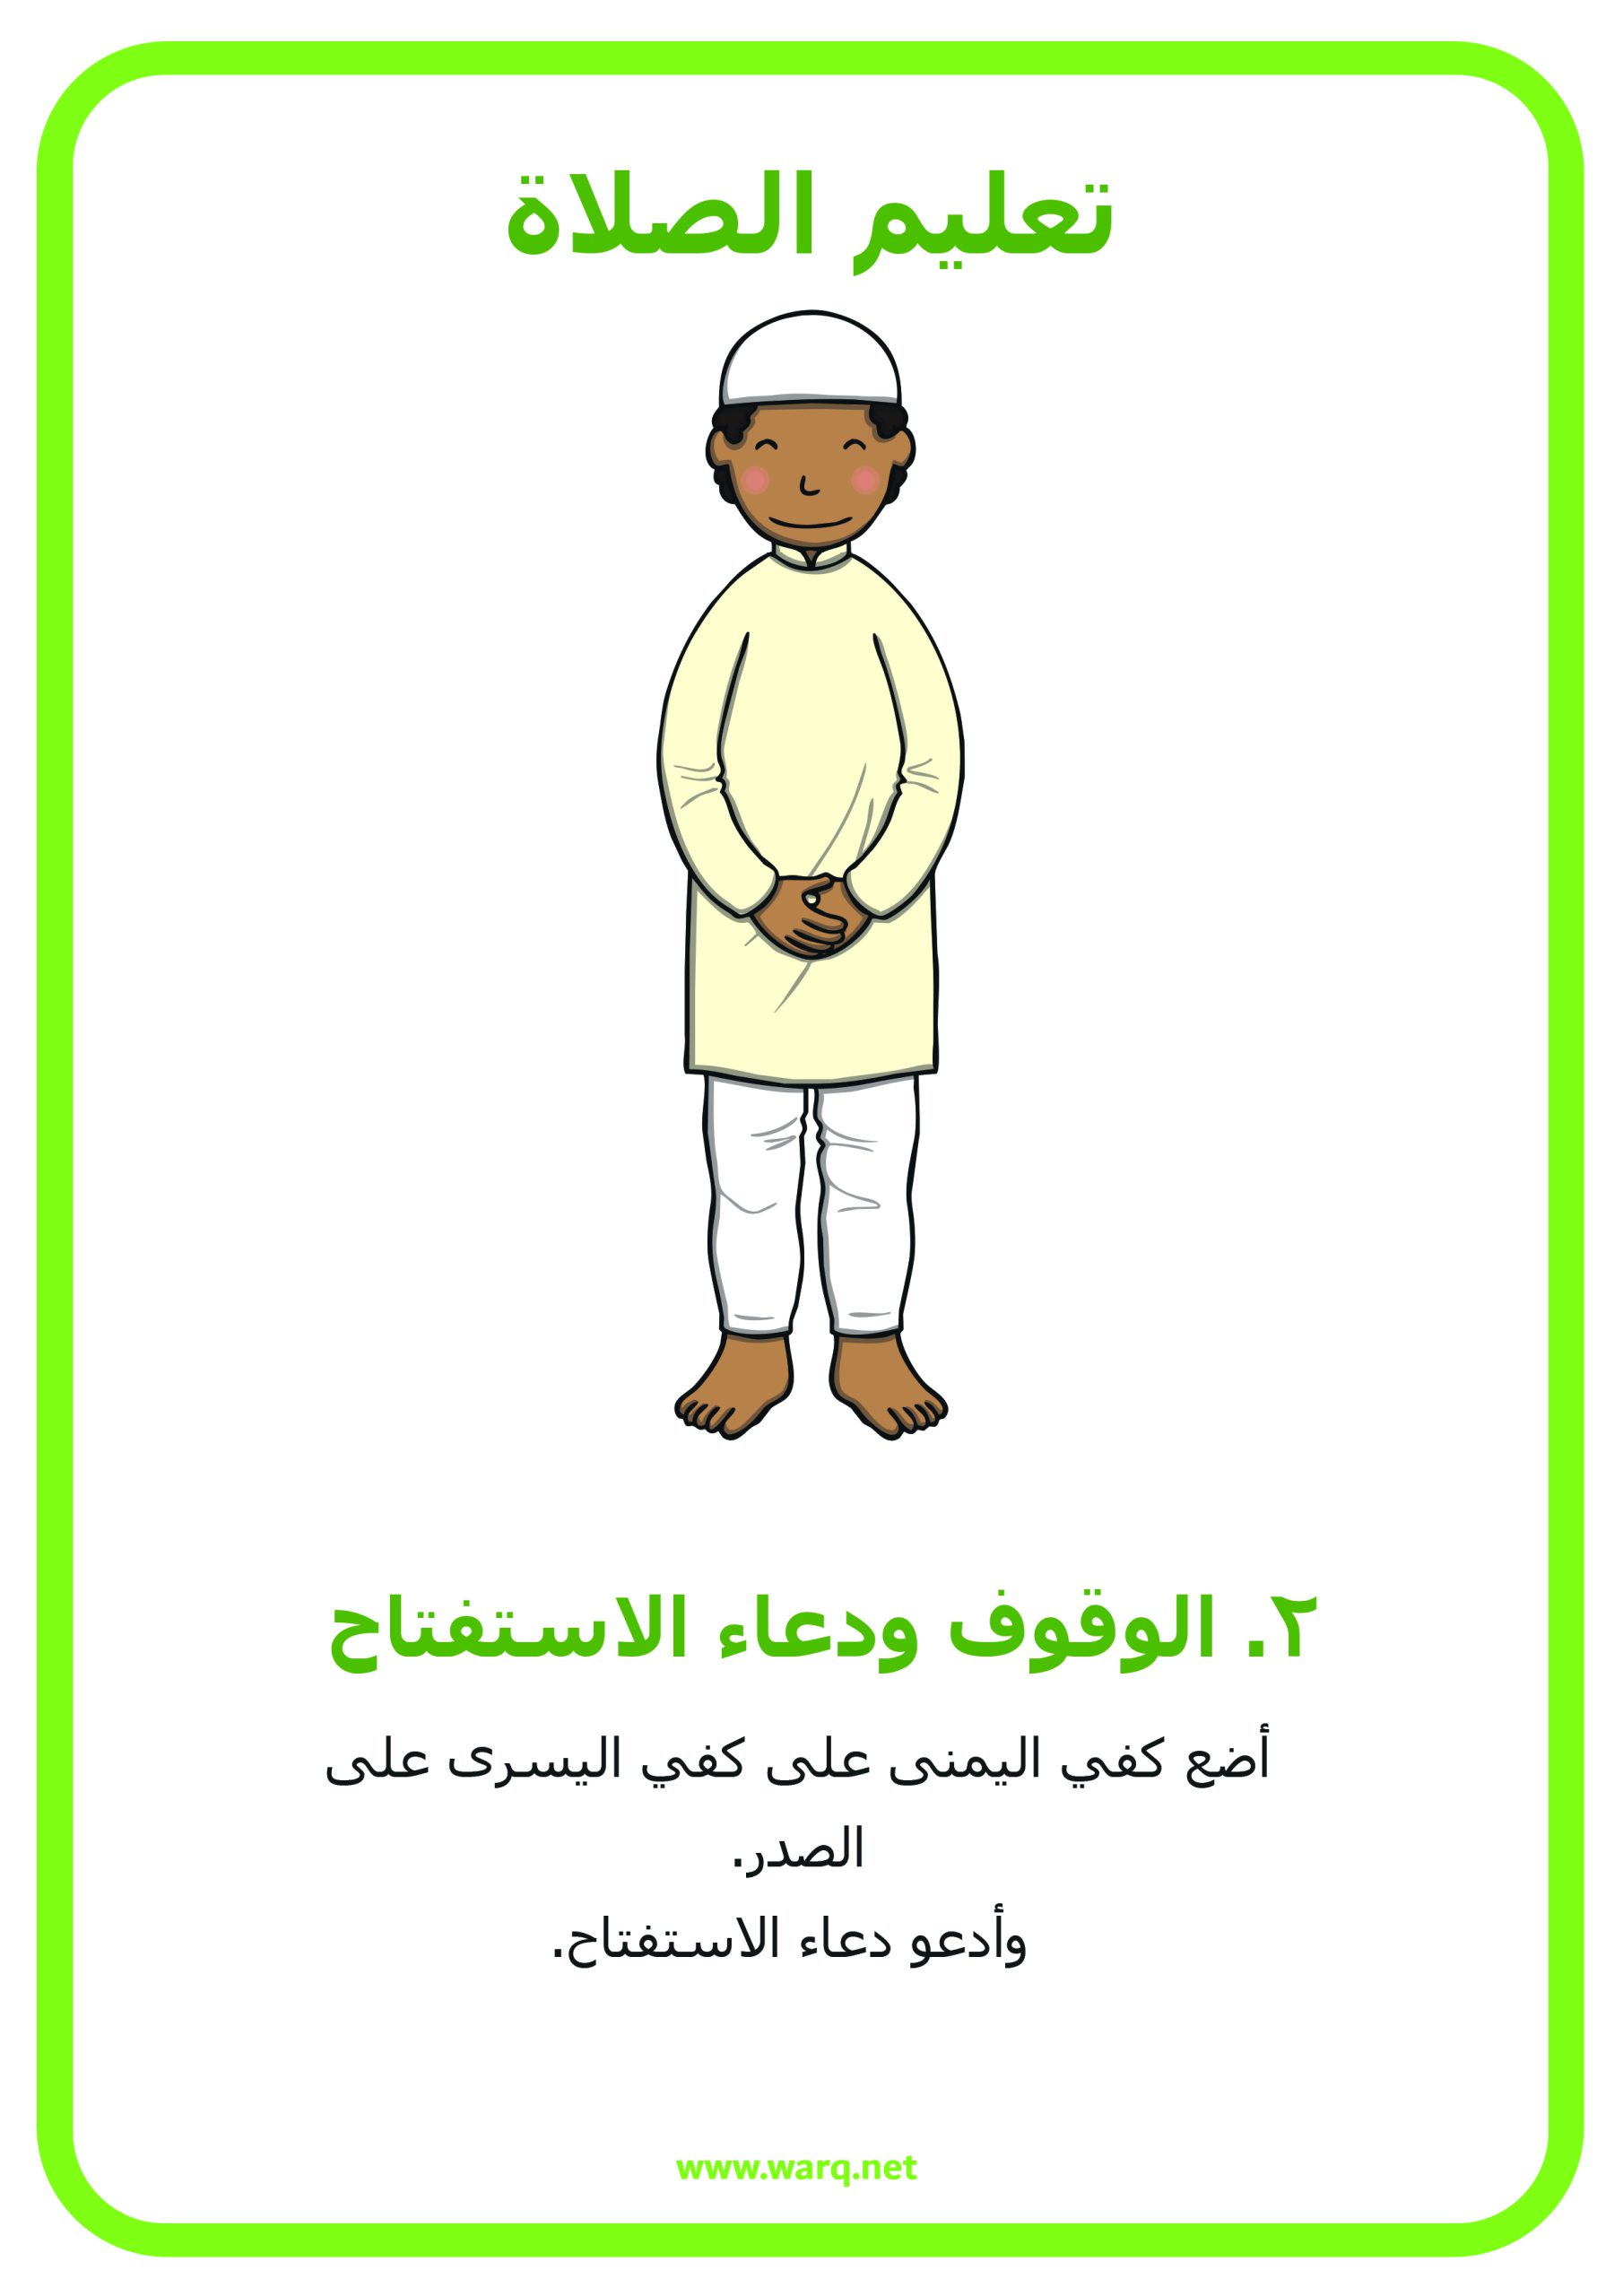 تعليم الصلاة
٢. الوقوف ودعاء الاستفتاح
أضع كفي اليمنى على كفي اليسرى على
الصدر.
وأدعو دعاء الاستفتاح.
www.warq.net